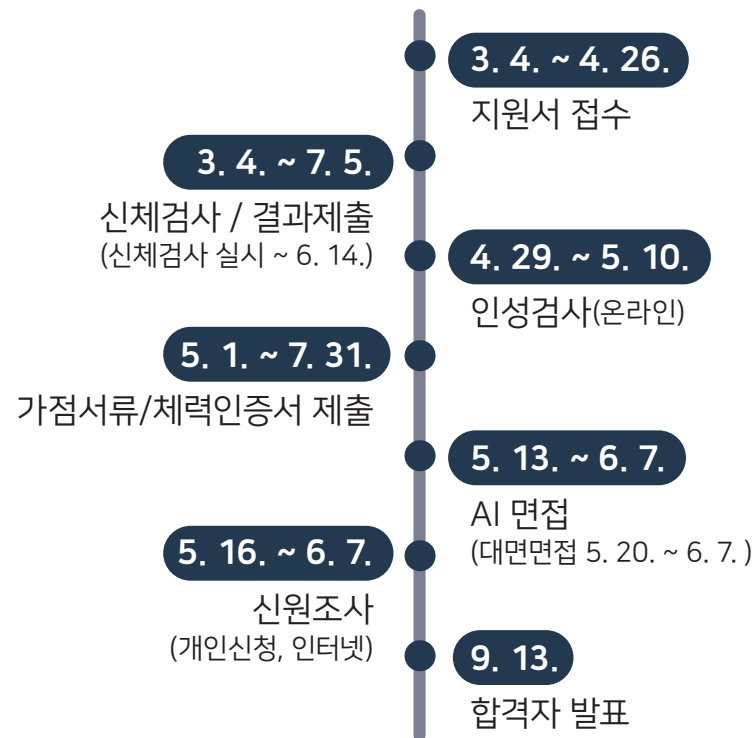 3. 4. ~ 4. 26.
지원서 접수
3. 4. ~ 7. 5.
신체검사 / 결과제출
(신체검사 실시 ~ 6. 14.)
4. 29. ~ 5. 10.
인성검사(온라인)
5. 1. ~ 7. 31.
가점서류/체력인증서 제출
5. 13. ~ 6. 7.
AI 면접
(대면면접 5. 20. ~ 6. 7. )
5. 16. ~ 6. 7.
신원조사
(개인신청, 인터넷)
9. 13.
합격자 발표